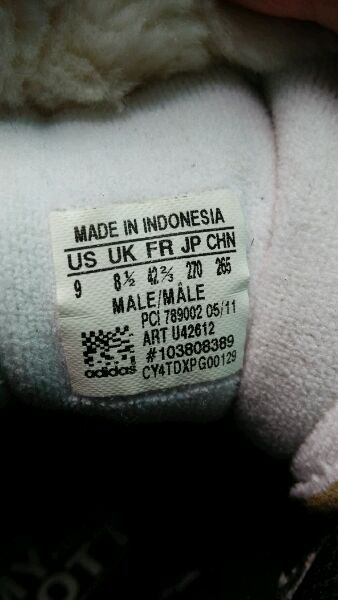 MADE IN INDONESIA
US UK FR JP CHN
9 8½ 42⅔ 270 265
MALE/MÂLE
PCI 789002 05/11
ART U42612
#103808389
adidas CY4TDXPG00129